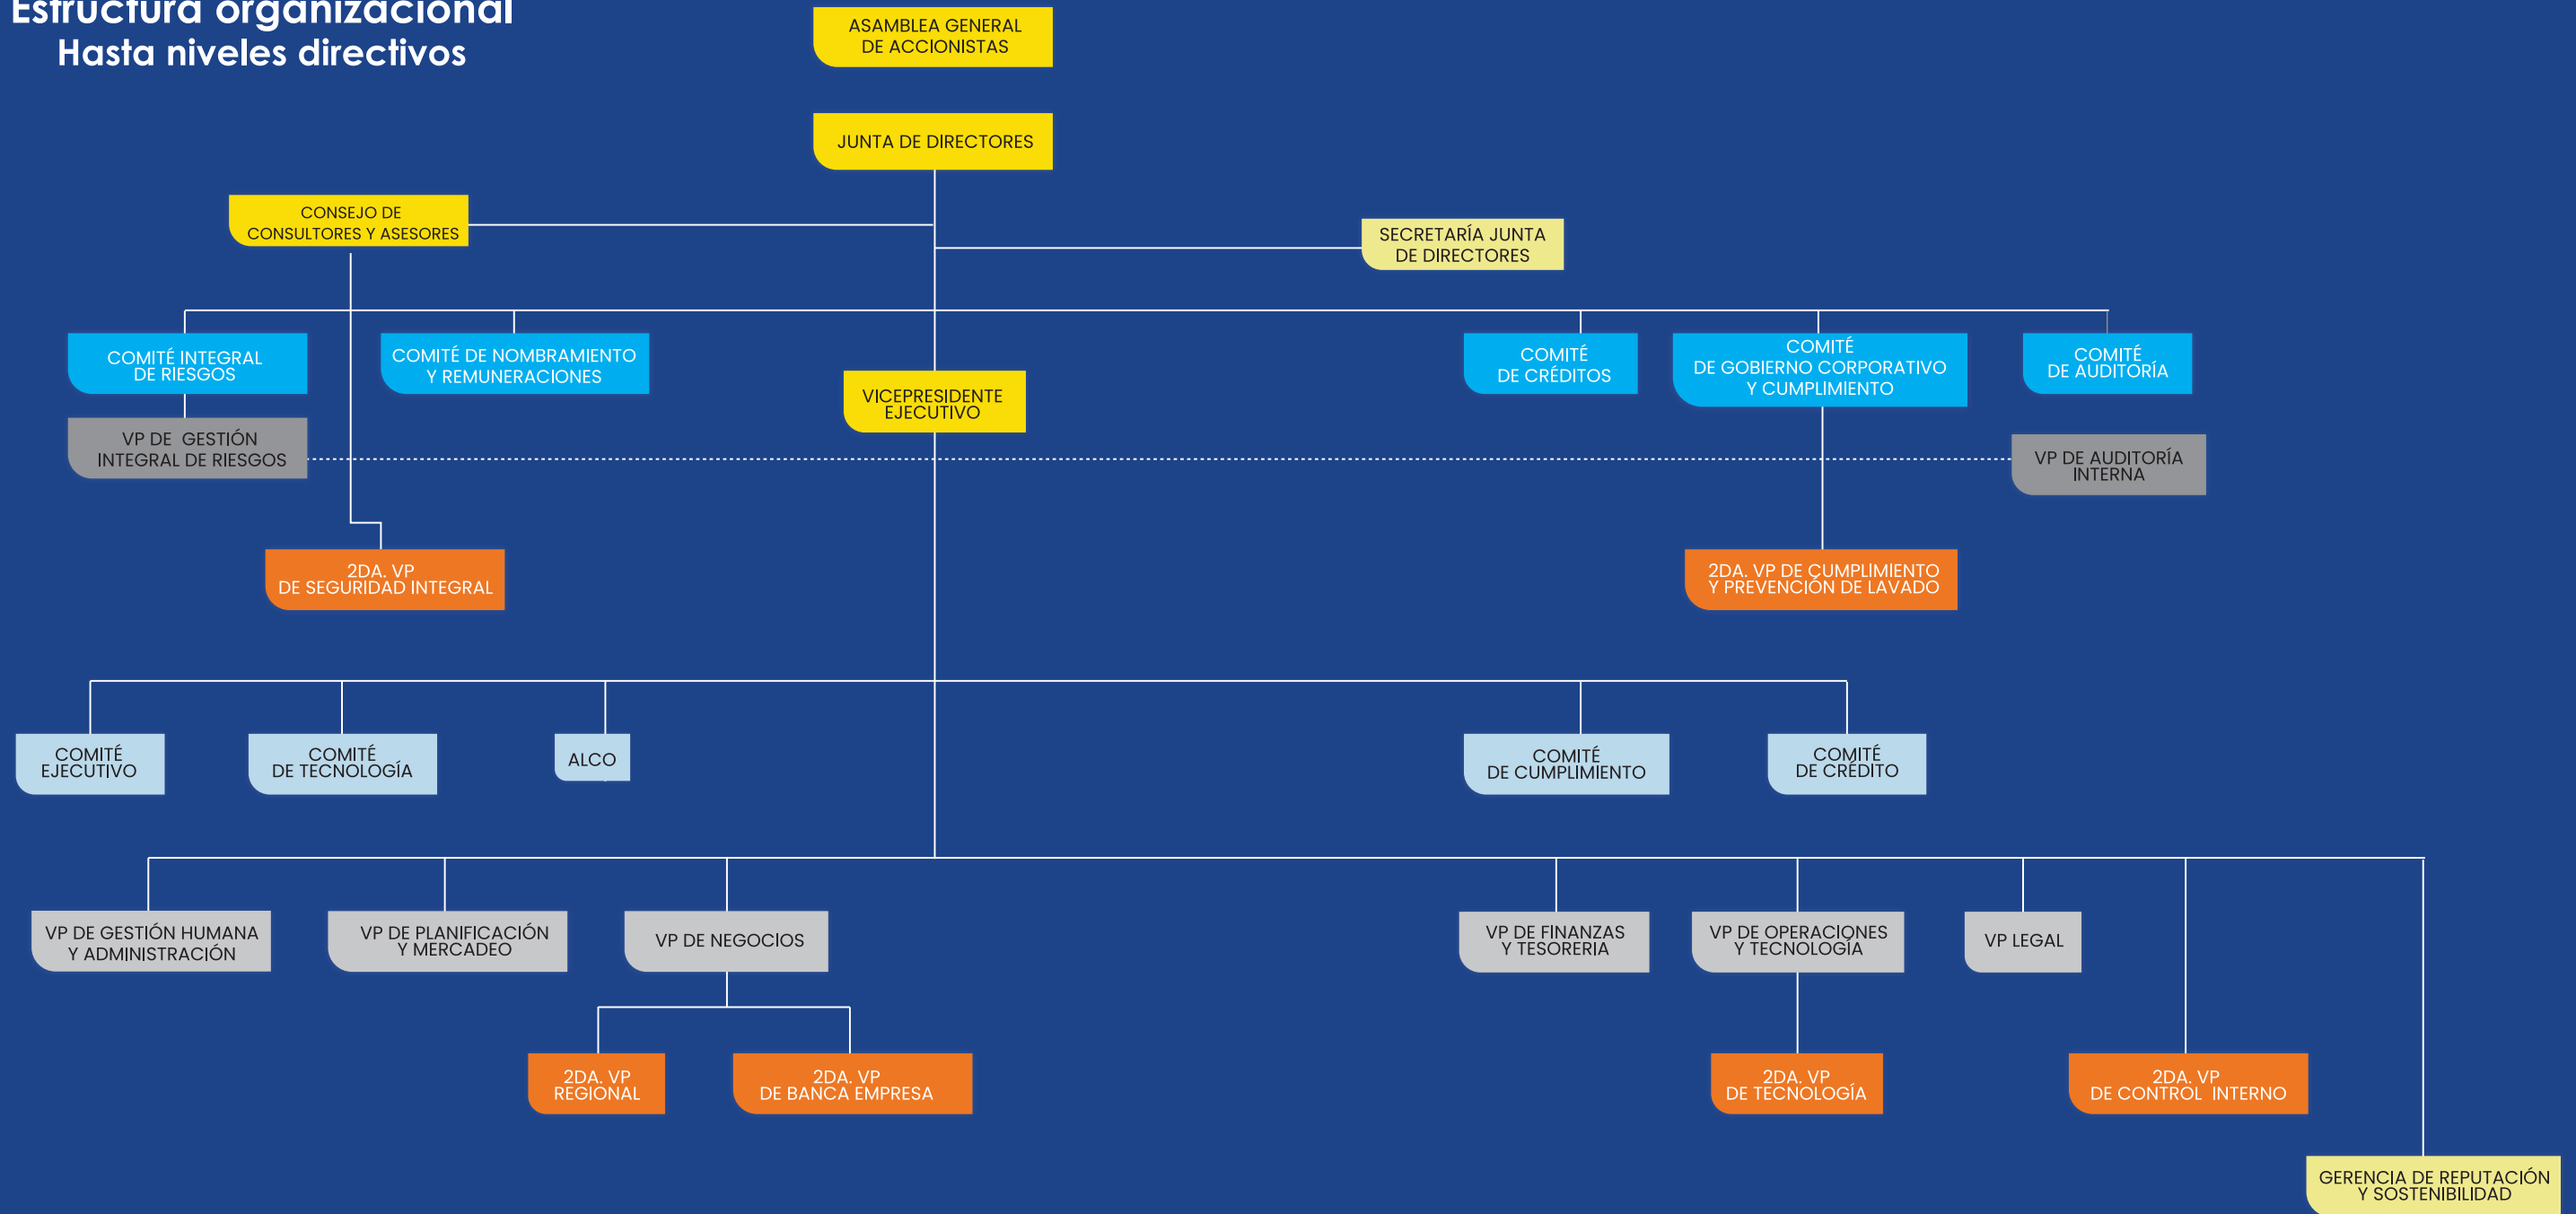 Estructura organizacional
Hasta niveles directivos
ASAMBLEA GENERAL
DE ACCIONISTAS
JUNTA DE DIRECTORES
CONSEJO DE
CONSULTORES Y ASESORES
SECRETARÍA JUNTA
DE DIRECTORES
COMITÉ INTEGRAL
DE RIESGOS
COMITÉ DE NOMBRAMIENTO
Y REMUNERACIONES
VICEPRESIDENTE
EJECUTIVO
COMITÉ
DE CRÉDITOS
COMITÉ
DE GOBIERNO CORPORATIVO
Y CUMPLIMIENTO
COMITÉ
DE AUDITORÍA
VP DE GESTIÓN
INTEGRAL DE RIESGOS
VP DE AUDITORÍA
INTERNA
2DA. VP
DE SEGURIDAD INTEGRAL
2DA. VP DE CUMPLIMIENTO
Y PREVENCIÓN DE LAVADO
COMITÉ
EJECUTIVO
COMITÉ
DE TECNOLOGÍA
ALCO
COMITÉ
DE CUMPLIMIENTO
COMITÉ
DE CRÉDITO
VP DE GESTIÓN HUMANA
Y ADMINISTRACIÓN
VP DE PLANIFICACIÓN
Y MERCADEO
VP DE NEGOCIOS
VP DE FINANZAS
Y TESORERIA
VP DE OPERACIONES
Y TECNOLOGÍA
VP LEGAL
2DA. VP
REGIONAL
2DA. VP
DE BANCA EMPRESA
2DA. VP
DE TECNOLOGÍA
2DA. VP
DE CONTROL INTERNO
GERENCIA DE REPUTACIÓN
Y SOSTENIBILIDAD